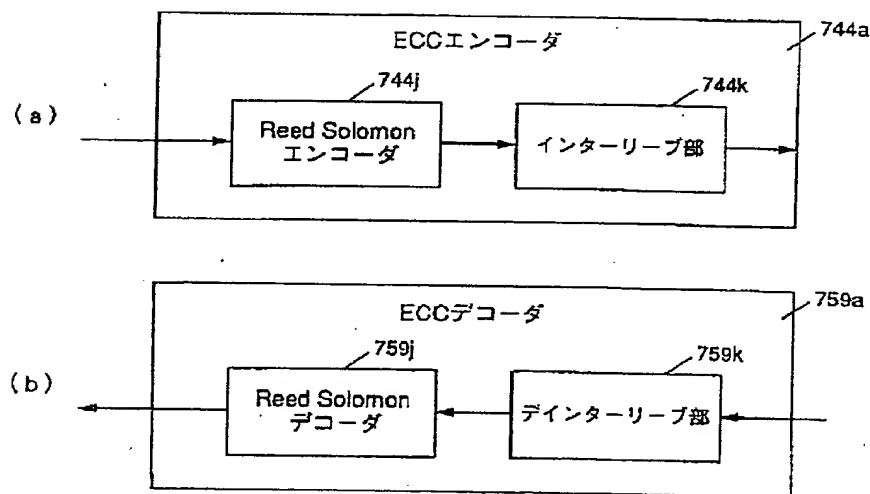 ECCエンコーダ
744a
744j
744k
(a)
Reed Solomon
エンコーダ
インターリーブ部
ECCデコーダ
759a
759j
759k
(b)
Reed Solomon
デコーダ
デインターリーブ部